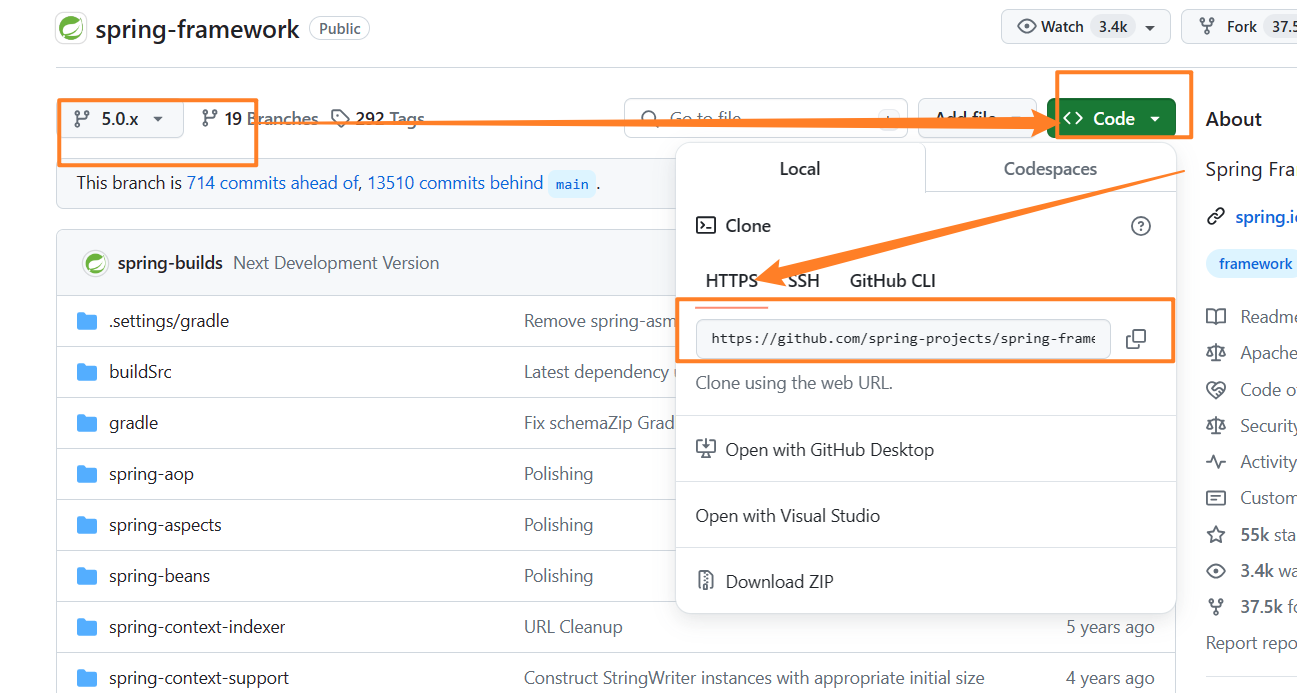 spring-framework Public Watch 3.4k Fork 37.5
5.0.x 19 Branches 292 Tags Go to file Add file Code About
Local Codespaces
Spring Fra
This branch is 714 commits ahead of, 13510 commits behind main .
spring.i
Clone
spring-builds Next Development Version
framework
HTTPS SSH GitHub CLI
.settings/gradle Remove spring-asm
Readme
https://github.com/spring-projects/spring-frame
Apache
buildSrc Latest dependency
Clone using the web URL.
Code o
gradle Fix schemaZip Grad
Security
Open with GitHub Desktop
Activity
spring-aop Polishing
Custom
Open with Visual Studio
spring-aspects Polishing
55k sta
spring-beans Polishing
3.4k wa
Download ZIP
37.5k fo
spring-context-indexer URL Cleanup 5 years ago
Report repo
spring-context-support Construct StringWriter instances with appropriate initial size 4 years ago